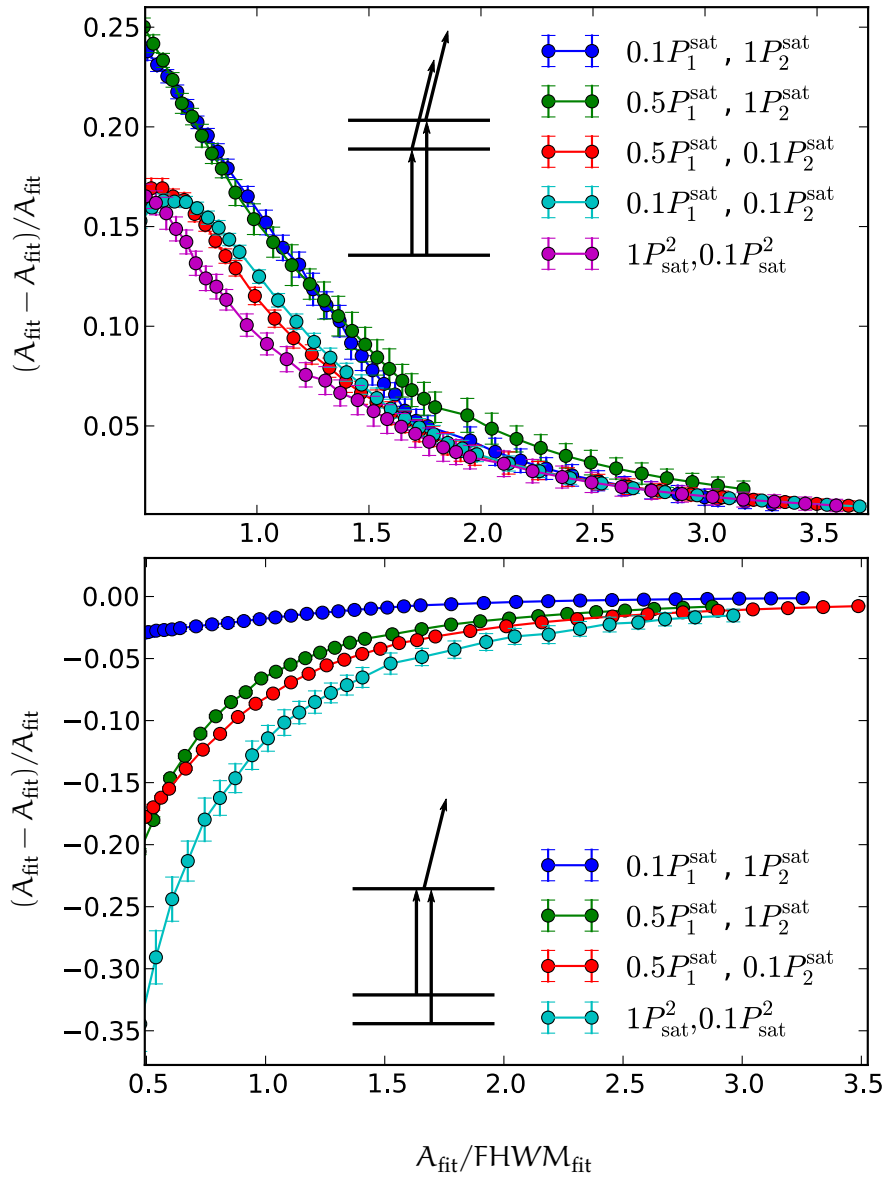 (A_fit − A_fit)/A_fit
0.25
0.20
0.15
0.10
0.05
1.0 1.5 2.0 2.5 3.0 3.5
0.1P_1^sat , 1P_2^sat
0.5P_1^sat , 1P_2^sat
0.5P_1^sat , 0.1P_2^sat
0.1P_1^sat , 0.1P_2^sat
1P_sat^2,0.1P_sat^2
(A_fit − A_fit)/A_fit
0.00
−0.05
−0.10
−0.15
−0.20
−0.25
−0.30
−0.35
0.5 1.0 1.5 2.0 2.5 3.0 3.5
0.1P_1^sat , 1P_2^sat
0.5P_1^sat , 1P_2^sat
0.5P_1^sat , 0.1P_2^sat
1P_sat^2,0.1P_sat^2
A_fit/FHWM_fit